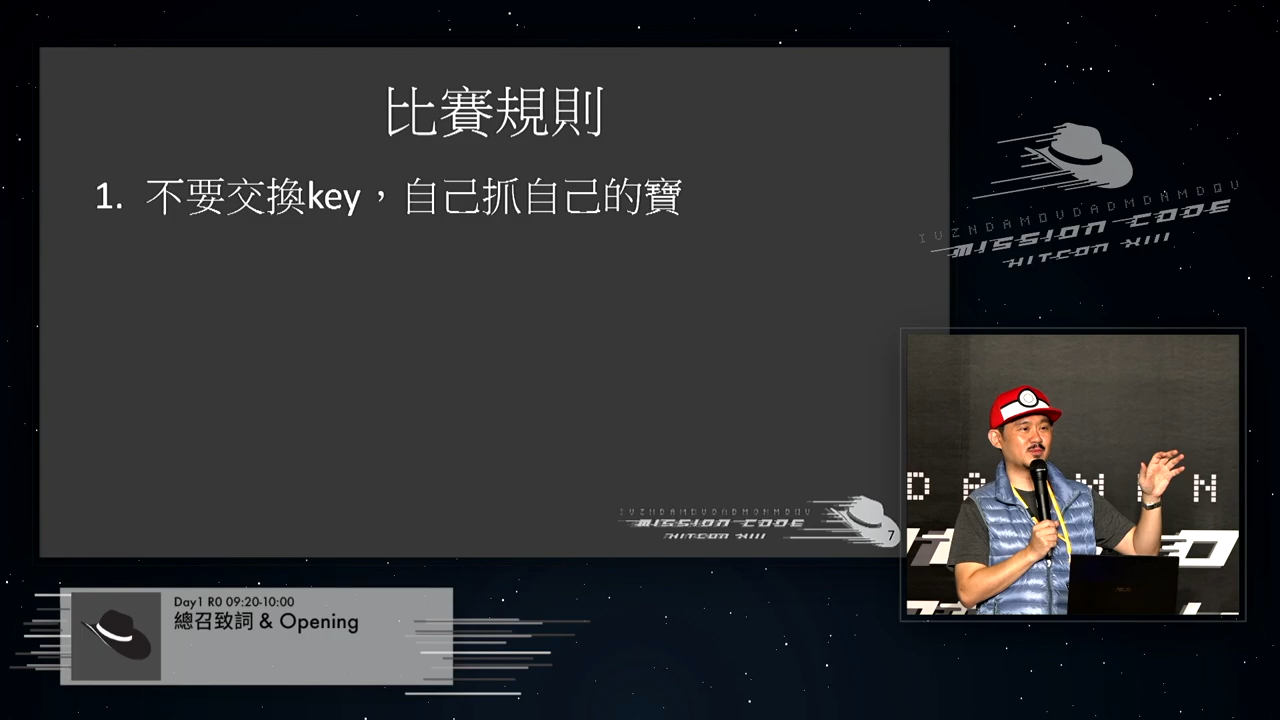 比賽規則
1. 不要交換key，自己抓自己的寶
IUZNDAMOUDADMDNMDQU
MISSION CODE
HITCON XIII
MISSION CODE
HITCON XIII
7
Day1 R0 09:20-10:00
總召致詞 & Opening